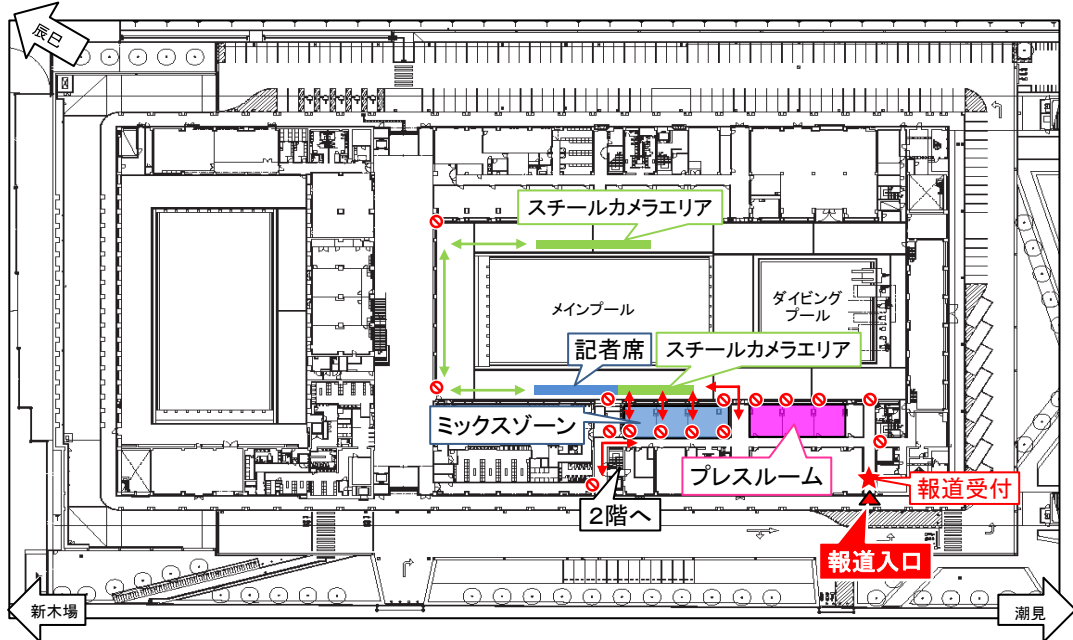 辰巳
スチールカメラエリア
メインプール
ダイビング
プール
記者席
スチールカメラエリア
ミックスゾーン
プレスルーム
報道受付
2階へ
報道入口
新木場
潮見